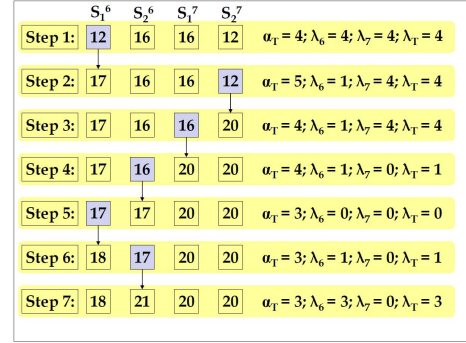 S₁⁶ S₂⁶ S₁⁷ S₂⁷
Step 1: 12 16 16 12 α_T = 4; λ₆ = 4; λ₇ = 4; λ_T = 4
Step 2: 17 16 16 12 α_T = 5; λ₆ = 1; λ₇ = 4; λ_T = 4
Step 3: 17 16 16 20 α_T = 4; λ₆ = 1; λ₇ = 4; λ_T = 4
Step 4: 17 16 20 20 α_T = 4; λ₆ = 1; λ₇ = 0; λ_T = 1
Step 5: 17 17 20 20 α_T = 3; λ₆ = 0; λ₇ = 0; λ_T = 0
Step 6: 18 17 20 20 α_T = 3; λ₆ = 1; λ₇ = 0; λ_T = 1
Step 7: 18 21 20 20 α_T = 3; λ₆ = 3; λ₇ = 0; λ_T = 3